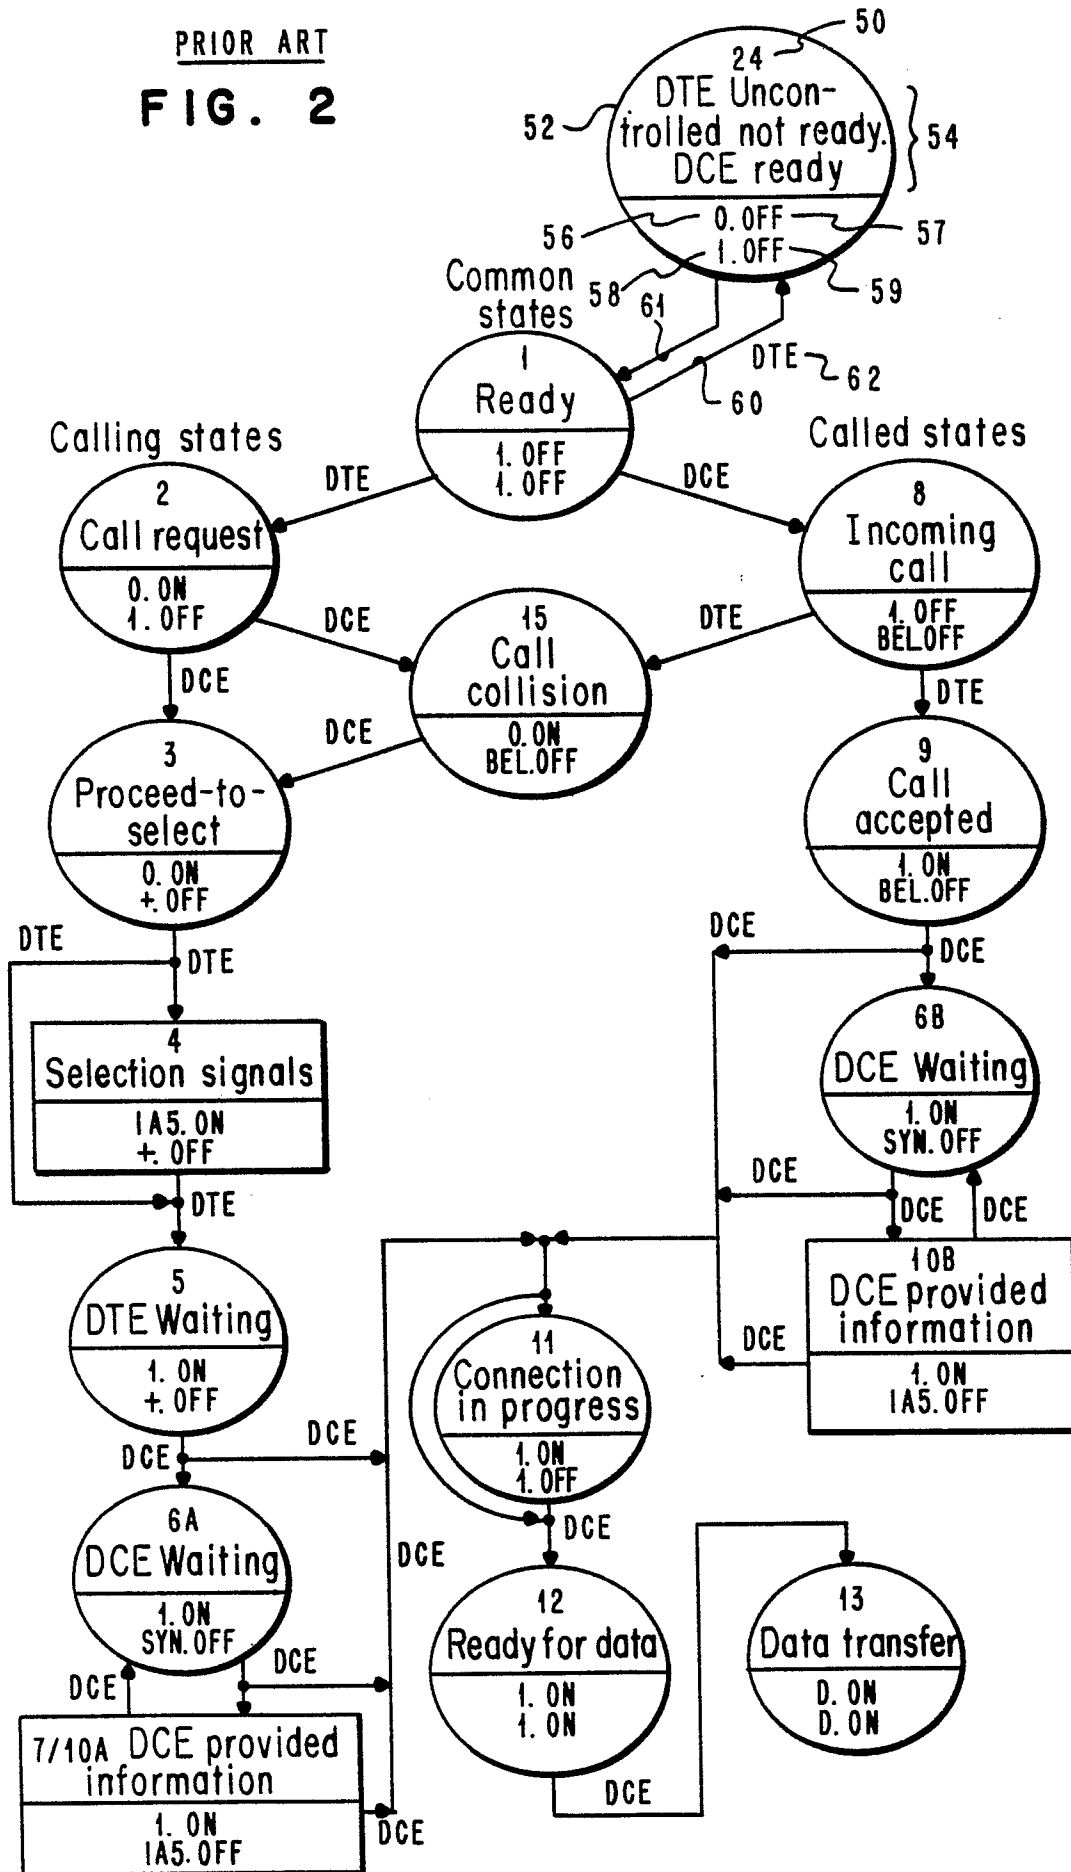 PRIOR ART
FIG. 2
50
24
DTE Uncon-
trolled not ready.
DCE ready
52
54
0.OFF
1.OFF
56
57
58
59
Common
states
61
60
DTE
62
1
Ready
1. OFF
1. OFF
Calling states
Called states
DTE
DCE
2
Call request
0. ON
1. OFF
8
Incoming
call
1. OFF
BEL.OFF
DCE
DTE
15
Call
collision
0.ON
BEL.OFF
DCE
DCE
DTE
3
Proceed-to-
select
0. ON
+. OFF
9
Call
accepted
1. ON
BEL.OFF
DTE
DTE
DCE
DCE
4
Selection signals
IA5. ON
+. OFF
6B
DCE Waiting
1. ON
SYN. OFF
DTE
DCE
DCE
DCE
5
DTE Waiting
1. ON
+. OFF
10B
DCE provided
information
1. ON
IA5. OFF
DCE
11
Connection
in progress
1. ON
1. OFF
DCE
DCE
6A
DCE Waiting
1. ON
SYN. OFF
DCE
DCE
12
Ready for data
1. ON
1. ON
13
Data transfer
D. ON
D. ON
DCE
DCE
7/10A DCE provided
information
1. ON
IA5. OFF
DCE
DCE